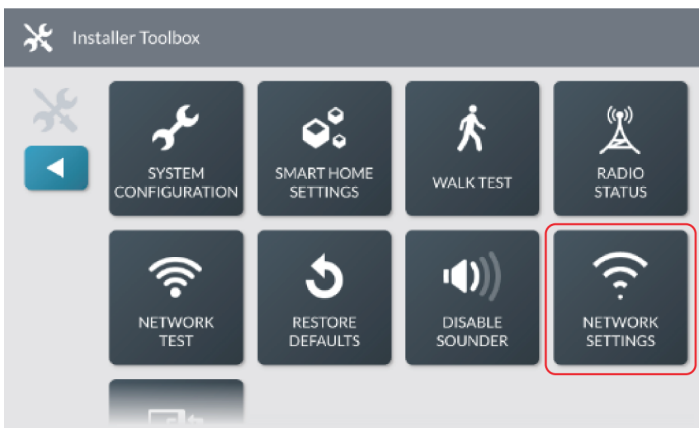 Installer Toolbox
SYSTEM
CONFIGURATION
SMART HOME
SETTINGS
WALK TEST
RADIO
STATUS
NETWORK
TEST
RESTORE
DEFAULTS
DISABLE
SOUNDER
NETWORK
SETTINGS